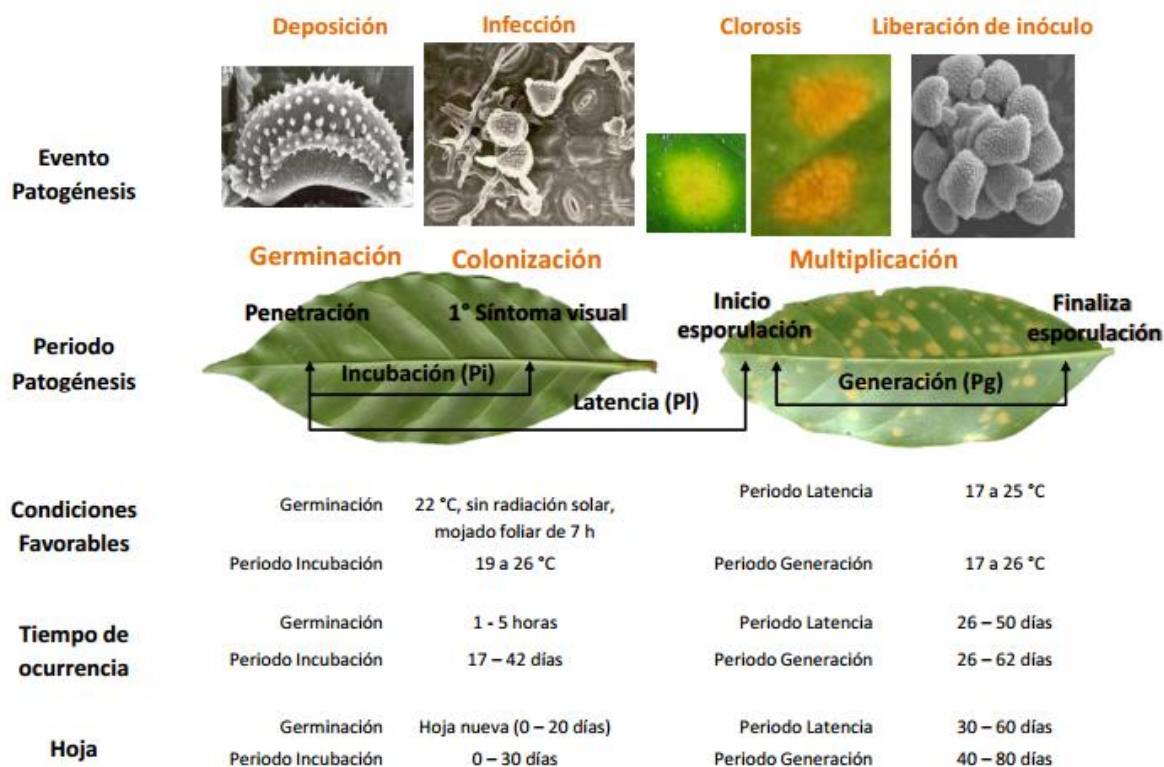 Deposición
Infección
Clorosis
Liberación de inóculo
Evento
Patogénesis
Germinación
Colonización
Multiplicación
Penetración
1° Síntoma visual
Inicio
esporulación
Finaliza
esporulación
Periodo
Patogénesis
Incubación (Pi)
Latencia (Pl)
Generación (Pg)
Condiciones
Favorables
Germinación
22 °C, sin radiación solar,
mojado foliar de 7 h
Periodo Latencia
17 a 25 °C
Periodo Incubación
19 a 26 °C
Periodo Generación
17 a 26 °C
Tiempo de
ocurrencia
Germinación
1 - 5 horas
Periodo Latencia
26 – 50 días
Periodo Incubación
17 – 42 días
Periodo Generación
26 – 62 días
Hoja
Germinación
Hoja nueva (0 – 20 días)
Periodo Latencia
30 – 60 días
Periodo Incubación
0 – 30 días
Periodo Generación
40 – 80 días